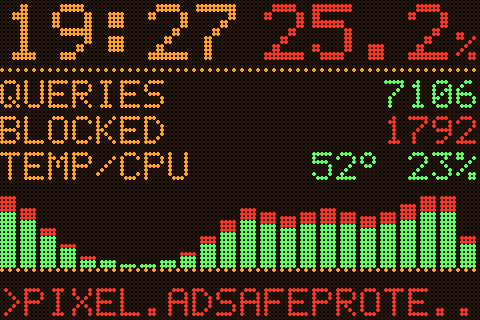 19:27 25.2%
QUERIES 7106
BLOCKED 1792
TEMP/CPU 52° 23%
>PIXEL.ADSAFEPROTE..